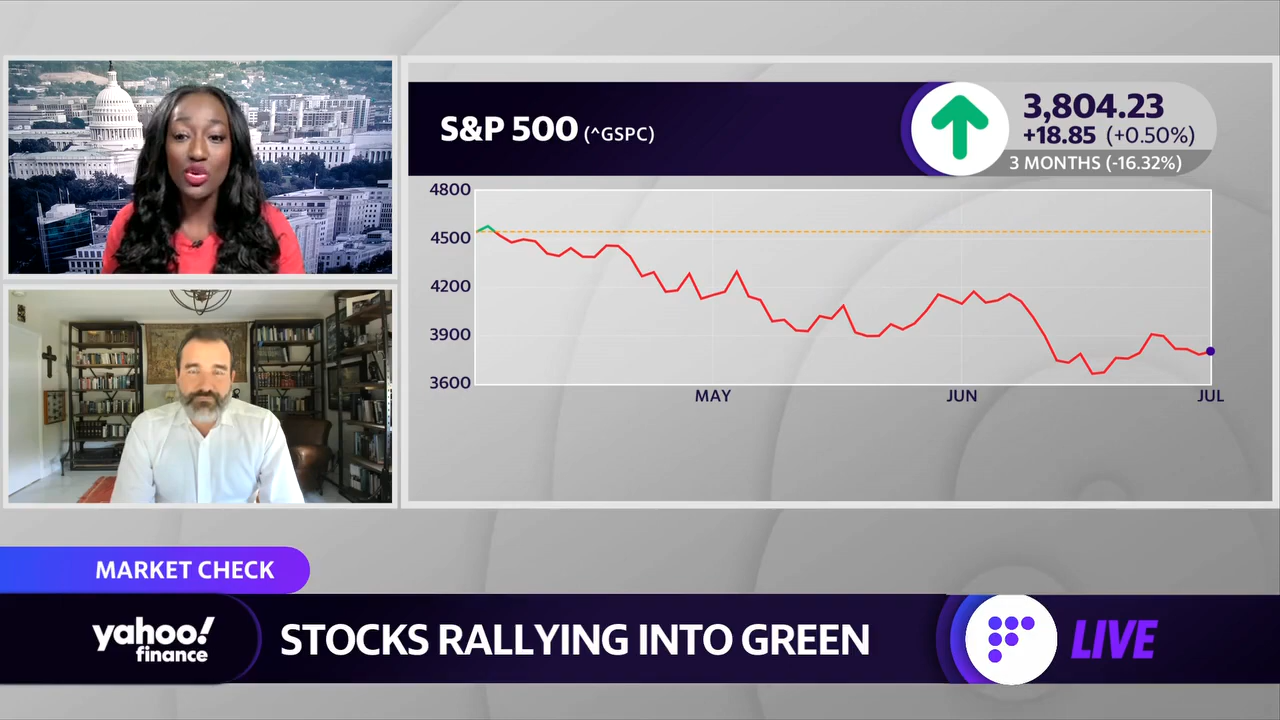 S&P 500 (^GSPC)
3,804.23
+18.85 (+0.50%)
3 MONTHS (-16.32%)
4800
4500
4200
3900
3600
MAY JUN JUL
MARKET CHECK
yahoo!
finance
STOCKS RALLYING INTO GREEN
LIVE